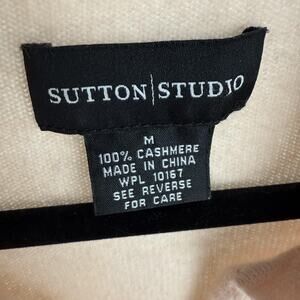 SUTTON|STUDIO
M
100% CASHMERE
MADE IN CHINA
WPL 10167
SEE REVERSE
FOR CARE